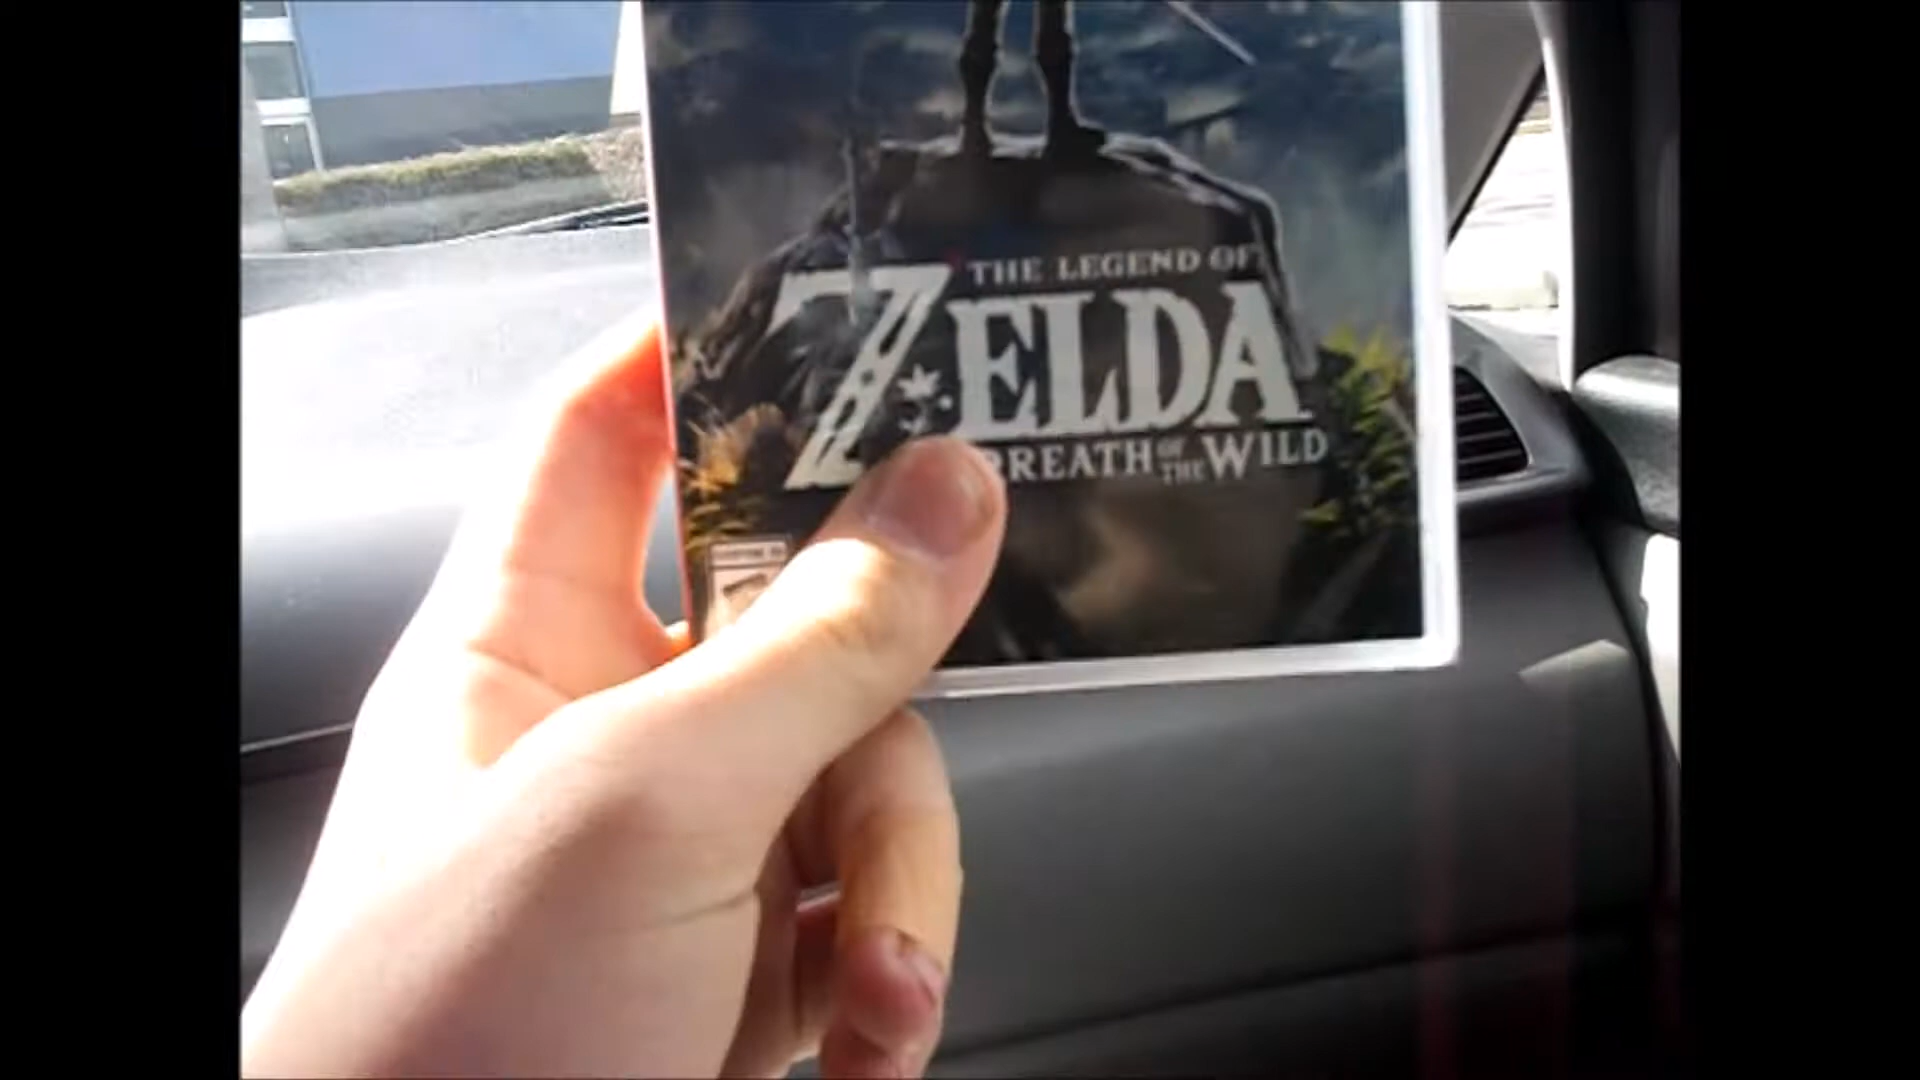 THE LEGEND OF
ZELDA
BREATH OF THE WILD